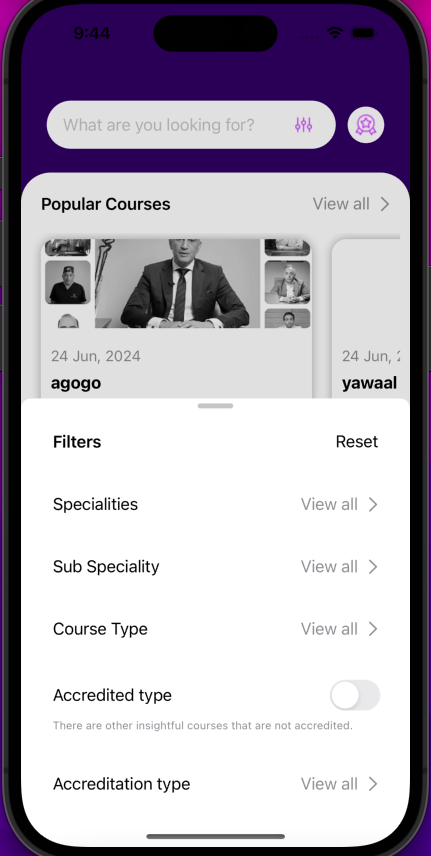 9:44
What are you looking for?
Popular Courses View all
24 Jun, 2024 24 Jun, 2
agogo yawaal
Filters Reset
Specialities View all
Sub Speciality View all
Course Type View all
Accredited type
There are other insightful courses that are not accredited.
Accreditation type View all